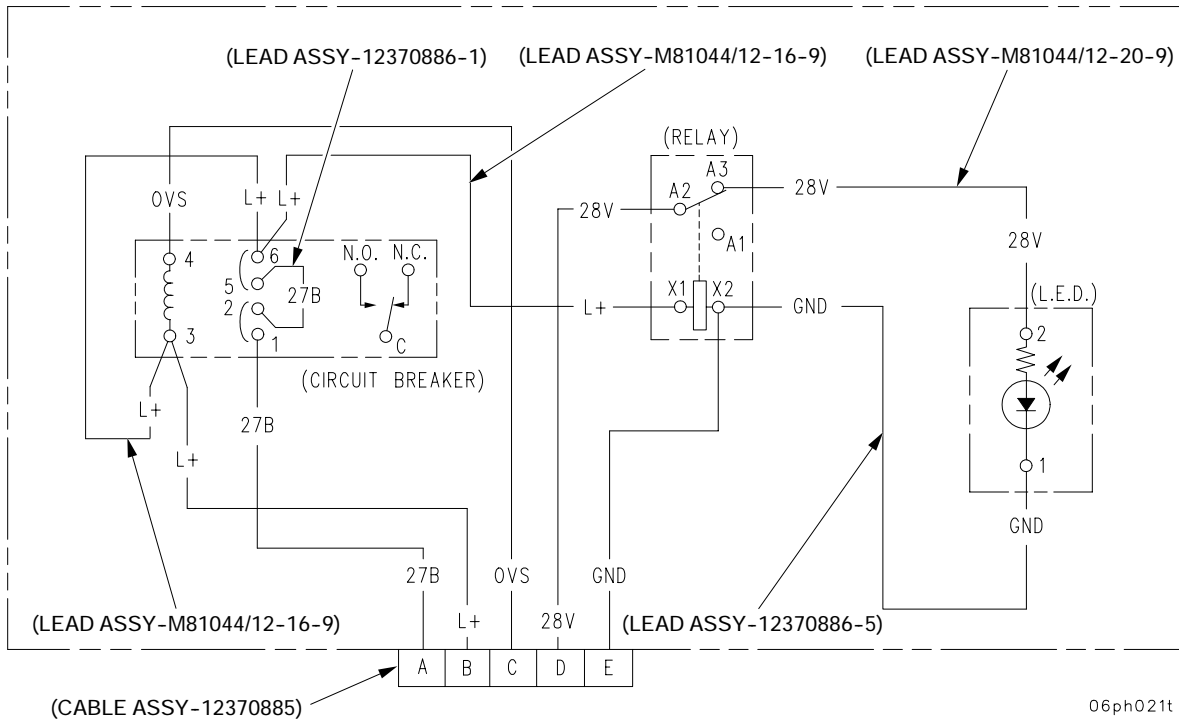 (LEAD ASSY-12370886-1)
(LEAD ASSY-M81044/12-16-9)
(LEAD ASSY-M81044/12-20-9)
(RELAY)
A3
A2
28V
28V
A1
0VS
L+
L+
28V
4
6
N.O.
N.C.
5
27B
2
X1
X2
L+
GND
(L.E.D.)
3
1
C
2
(CIRCUIT BREAKER)
L+
27B
L+
1
GND
27B
0VS
GND
(LEAD ASSY-M81044/12-16-9)
L+
28V
(LEAD ASSY-12370886-5)
A
B
C
D
E
(CABLE ASSY-12370885)
06ph021t